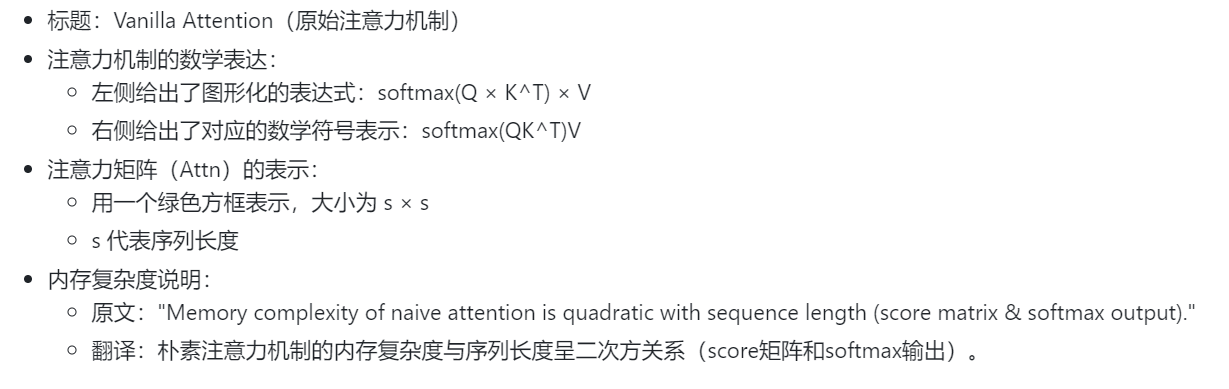 标题：Vanilla Attention（原始注意力机制）
注意力机制的数学表达：
左侧给出了图形化的表达式：softmax(Q × K^T) × V
右侧给出了对应的数学符号表示：softmax(QK^T)V
注意力矩阵（Attn）的表示：
用一个绿色方框表示，大小为 s × s
s 代表序列长度
内存复杂度说明：
原文："Memory complexity of naive attention is quadratic with sequence length (score matrix & softmax output)."
翻译：朴素注意力机制的内存复杂度与序列长度呈二次方关系（score矩阵和softmax输出）。